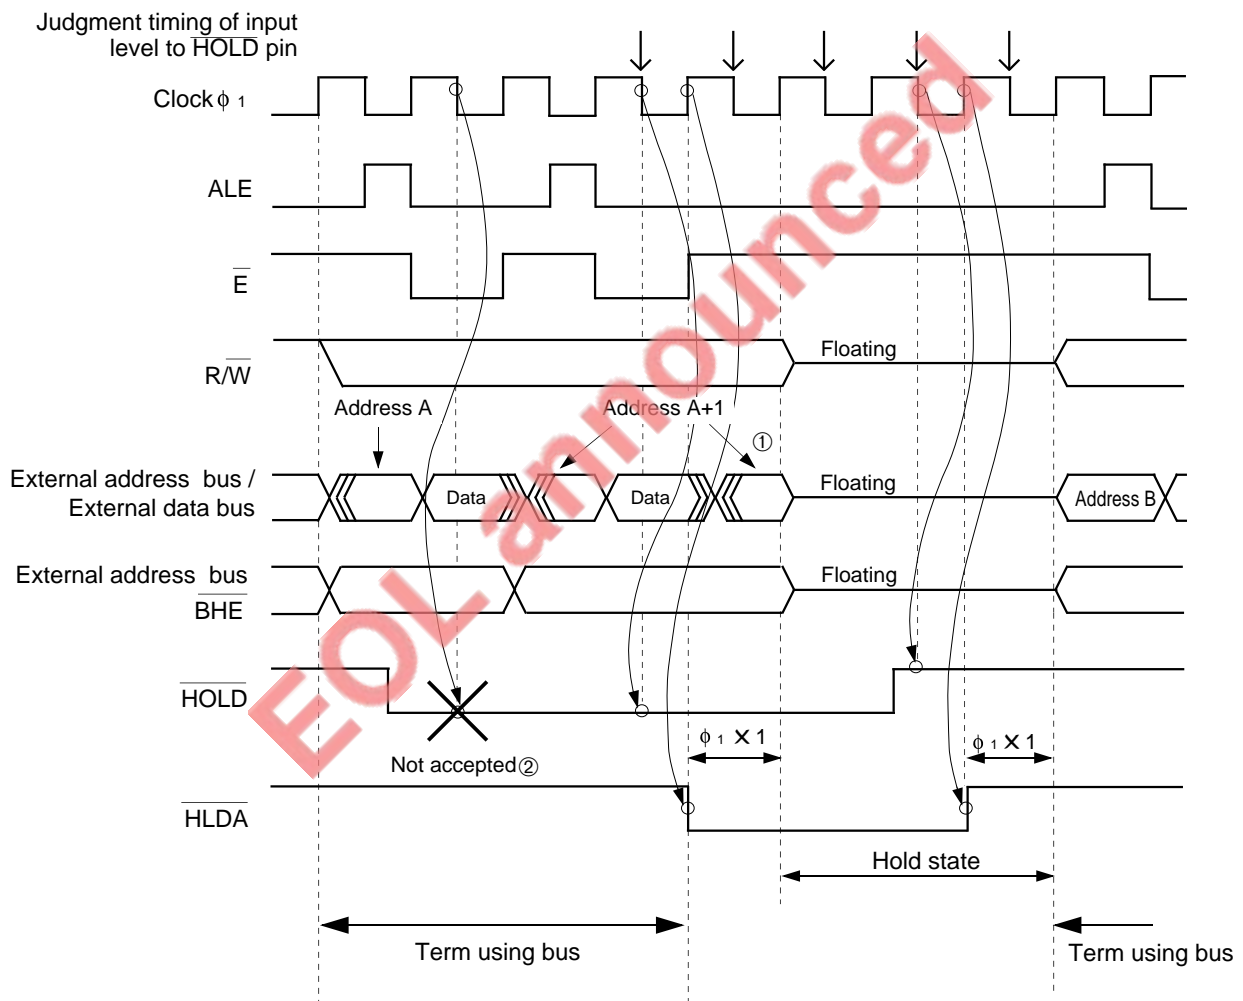 Judgment timing of input
level to HOLD pin
Clock ϕ 1
ALE
E
R/W
Floating
Address A
Address A+1
①
External address bus /
External data bus
Data
Data
Floating
Address B
External address bus
BHE
Floating
HOLD
Not accepted ②
ϕ 1 × 1
ϕ 1 × 1
HLDA
Hold state
Term using bus
Term using bus
EOL announced